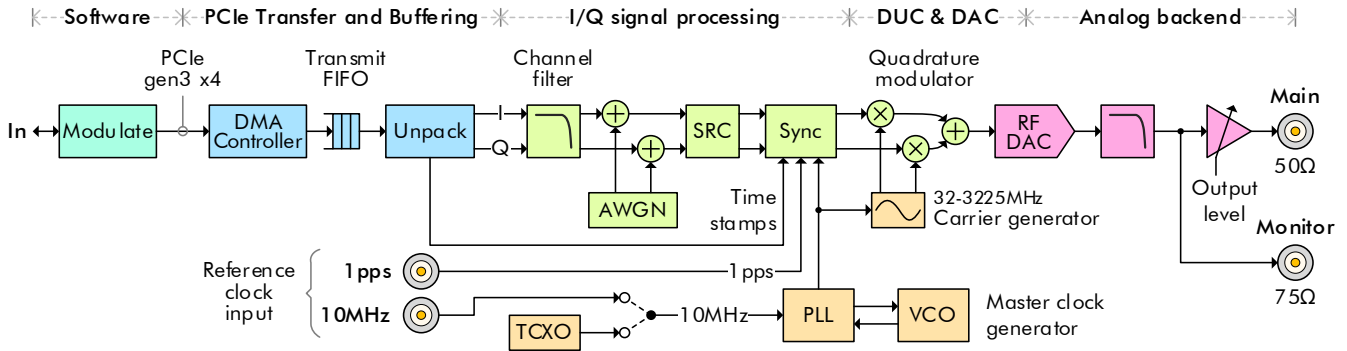 Software
PCIe Transfer and Buffering
I/Q signal processing
DUC & DAC
Analog backend
PCIe
gen3 x4
Transmit
FIFO
Channel
filter
Quadrature
modulator
In
Modulate
DMA
Controller
Unpack
I
Q
SRC
Sync
RF
DAC
Main
50Ω
AWGN
Time
stamps
32-3225MHz
Carrier generator
Output
level
Monitor
75Ω
Reference
clock
input
1pps
1pps
10MHz
TCXO
10MHz
PLL
VCO
Master clock
generator